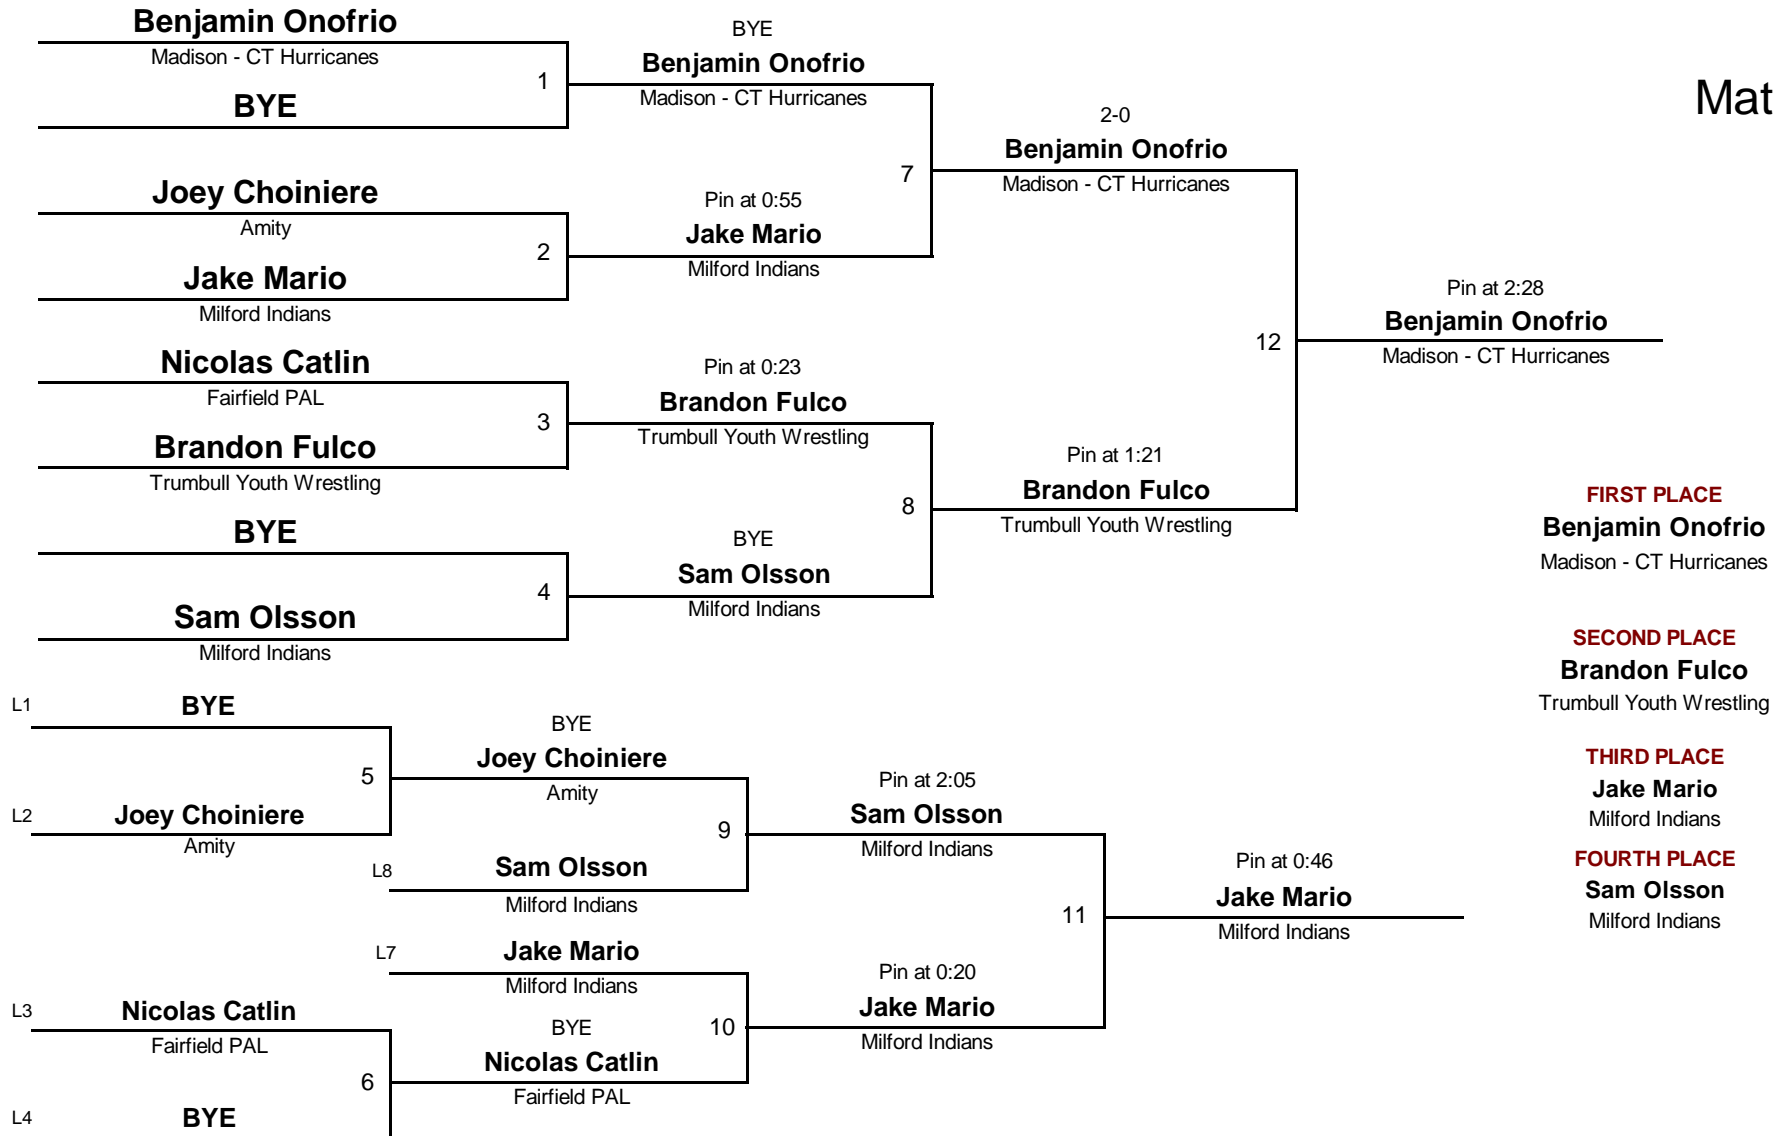 Benjamin Onofrio
Madison - CT Hurricanes
1
BYE
BYE
Benjamin Onofrio
Madison - CT Hurricanes
Mat
Joey Choiniere
Amity
2
Jake Mario
Milford Indians
Pin at 0:55
Jake Mario
Milford Indians
7
2-0
Benjamin Onofrio
Madison - CT Hurricanes
Nicolas Catlin
Fairfield PAL
3
Brandon Fulco
Trumbull Youth Wrestling
Pin at 0:23
Brandon Fulco
Trumbull Youth Wrestling
BYE
4
Sam Olsson
Milford Indians
BYE
Sam Olsson
Milford Indians
8
Pin at 1:21
Brandon Fulco
Trumbull Youth Wrestling
12
Pin at 2:28
Benjamin Onofrio
Madison - CT Hurricanes
FIRST PLACE
Benjamin Onofrio
Madison - CT Hurricanes
SECOND PLACE
Brandon Fulco
Trumbull Youth Wrestling
THIRD PLACE
Jake Mario
Milford Indians
FOURTH PLACE
Sam Olsson
Milford Indians
L1
BYE
5
L2
Joey Choiniere
Amity
BYE
Joey Choiniere
Amity
9
L8
Sam Olsson
Milford Indians
Pin at 2:05
Sam Olsson
Milford Indians
L7
Jake Mario
Milford Indians
10
L3
Nicolas Catlin
Fairfield PAL
6
L4
BYE
BYE
Nicolas Catlin
Fairfield PAL
Pin at 0:20
Jake Mario
Milford Indians
11
Pin at 0:46
Jake Mario
Milford Indians